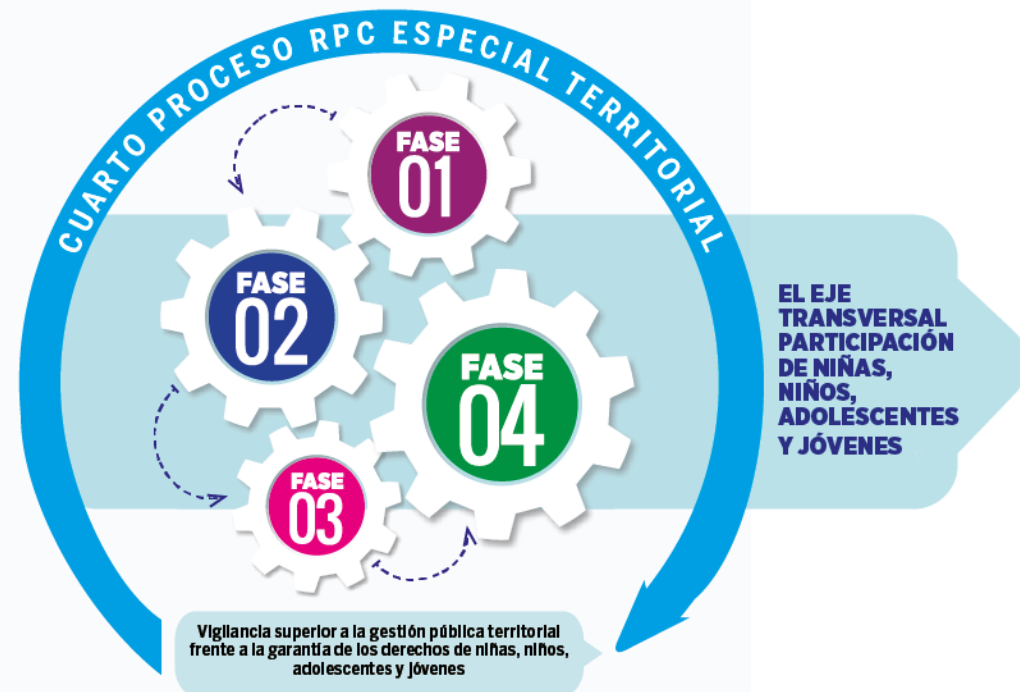 CUARTO PROCESO RPC ESPECIAL TERRITORIAL
FASE
01
FASE
02
FASE
03
FASE
04
EL EJE
TRANSVERSAL
PARTICIPACIÓN
DE NIÑAS,
NIÑOS,
ADOLESCENTES
Y JÓVENES
Vigilancia superior a la gestión pública territorial
frente a la garantía de los derechos de niñas, niños,
adolescentes y jóvenes